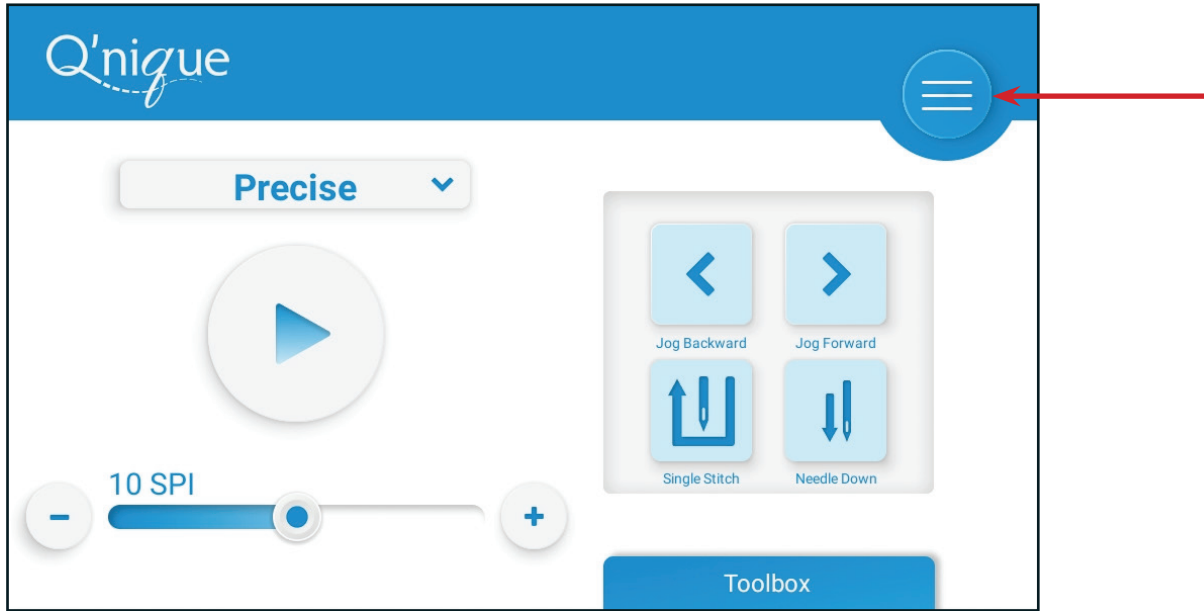 Q'nique
Precise
Jog Backward
Jog Forward
Single Stitch
Needle Down
10 SPI
Toolbox